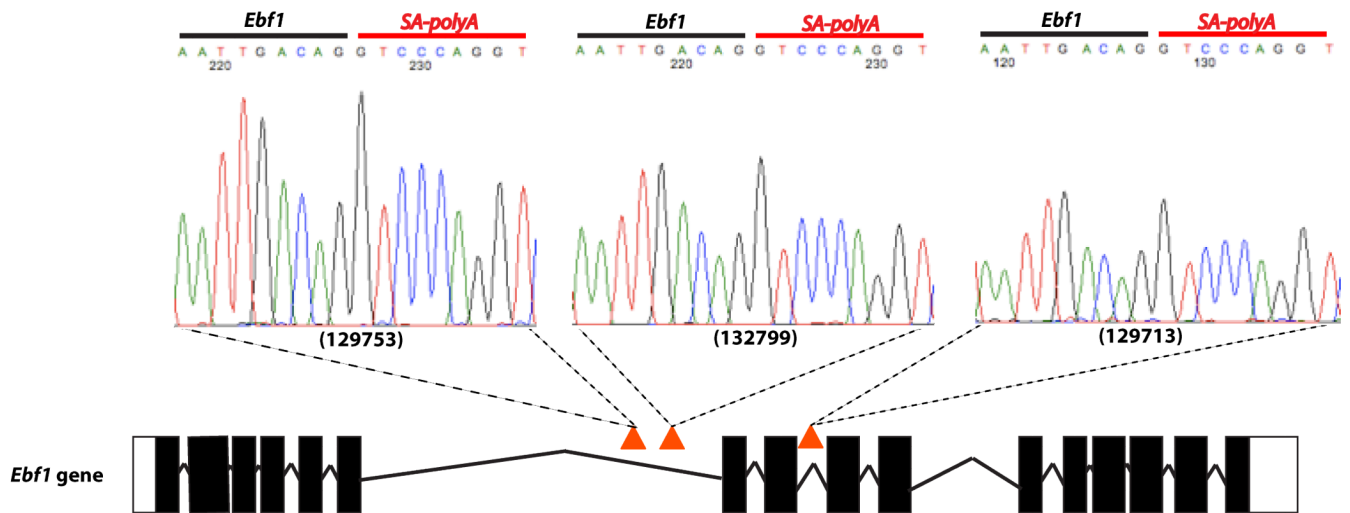 Ebf1 SA-polyA Ebf1 SA-polyA Ebf1 SA-polyA
A A T T G A C A G G T C C C A G G T A A T T G A C A G G T C C C A G G T A A T T G A C A G G T C C C A G G T
220 230 220 230 120 130
(129753) (132799) (129713)
Ebf1 gene